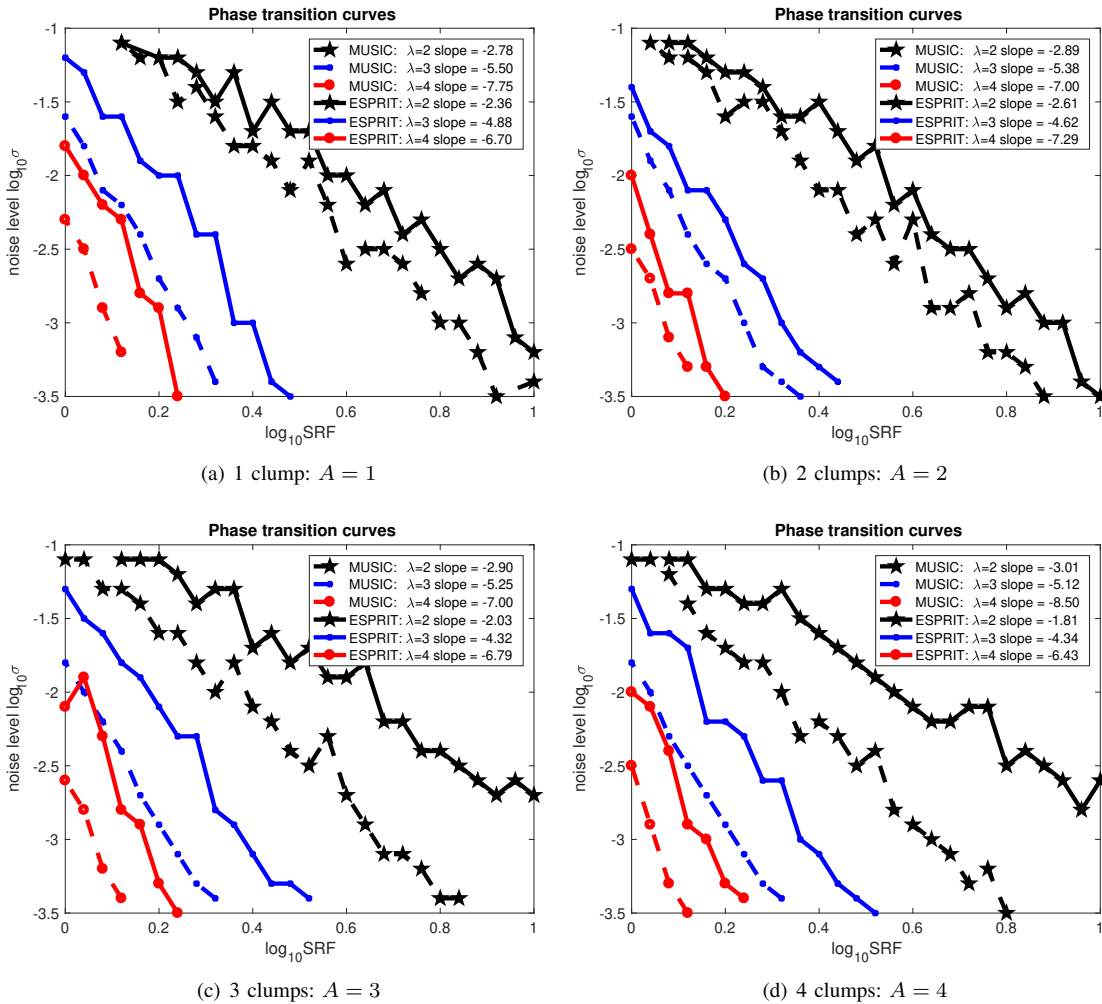 Phase transition curves
MUSIC: λ=2 slope = -2.78
MUSIC: λ=3 slope = -5.50
MUSIC: λ=4 slope = -7.75
ESPRIT: λ=2 slope = -2.36
ESPRIT: λ=3 slope = -4.88
ESPRIT: λ=4 slope = -6.70
-1
-1.5
-2
-2.5
-3
-3.5
noise level log10σ
0 0.2 0.4 0.6 0.8 1
log10SRF
(a) 1 clump: A = 1
Phase transition curves
MUSIC: λ=2 slope = -2.89
MUSIC: λ=3 slope = -5.38
MUSIC: λ=4 slope = -7.00
ESPRIT: λ=2 slope = -2.61
ESPRIT: λ=3 slope = -4.62
ESPRIT: λ=4 slope = -7.29
-1
-1.5
-2
-2.5
-3
-3.5
noise level log10σ
0 0.2 0.4 0.6 0.8 1
log10SRF
(b) 2 clumps: A = 2
Phase transition curves
MUSIC: λ=2 slope = -2.90
MUSIC: λ=3 slope = -5.25
MUSIC: λ=4 slope = -7.00
ESPRIT: λ=2 slope = -2.03
ESPRIT: λ=3 slope = -4.32
ESPRIT: λ=4 slope = -6.79
-1
-1.5
-2
-2.5
-3
-3.5
noise level log10σ
0 0.2 0.4 0.6 0.8 1
log10SRF
(c) 3 clumps: A = 3
Phase transition curves
MUSIC: λ=2 slope = -3.01
MUSIC: λ=3 slope = -5.12
MUSIC: λ=4 slope = -8.50
ESPRIT: λ=2 slope = -1.81
ESPRIT: λ=3 slope = -4.34
ESPRIT: λ=4 slope = -6.43
-1
-1.5
-2
-2.5
-3
-3.5
noise level log10σ
0 0.2 0.4 0.6 0.8 1
log10SRF
(d) 4 clumps: A = 4